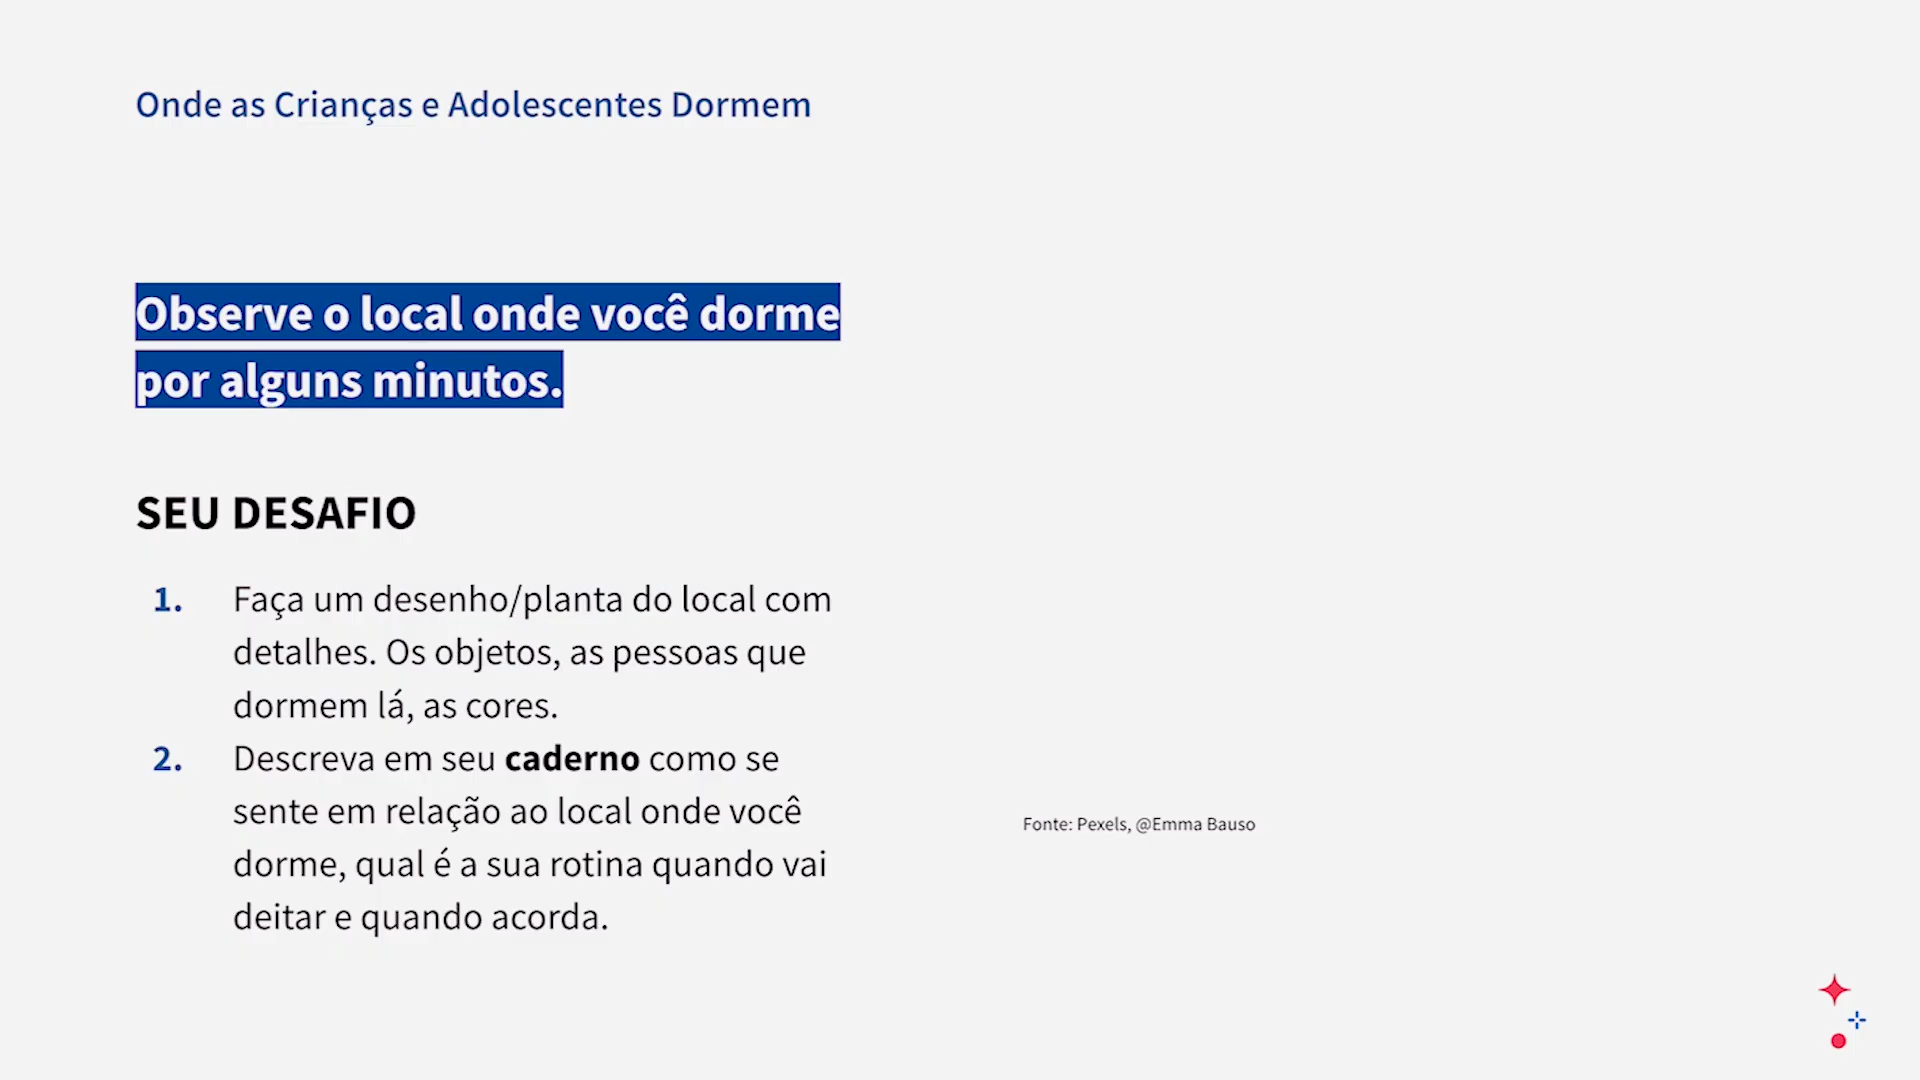 Onde as Crianças e Adolescentes Dormem
Observe o local onde você dorme
por alguns minutos.
SEU DESAFIO
1. Faça um desenho/planta do local com
detalhes. Os objetos, as pessoas que
dormem lá, as cores.
2. Descreva em seu caderno como se
sente em relação ao local onde você
dorme, qual é a sua rotina quando vai
deitar e quando acorda.
Fonte: Pexels, @Emma Bauso